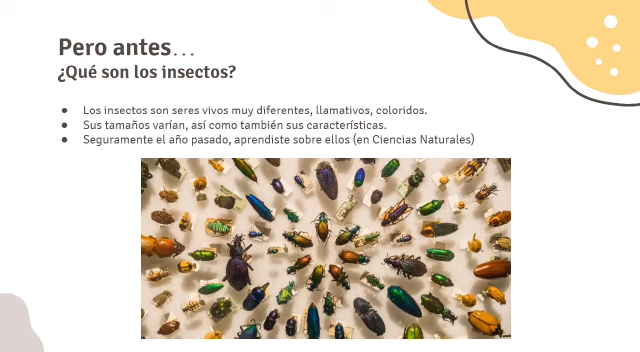 Pero antes...
¿Qué son los insectos?
● Los insectos son seres vivos muy diferentes, llamativos, coloridos.
● Sus tamaños varían, así como también sus características.
● Seguramente el año pasado, aprendiste sobre ellos (en Ciencias Naturales)